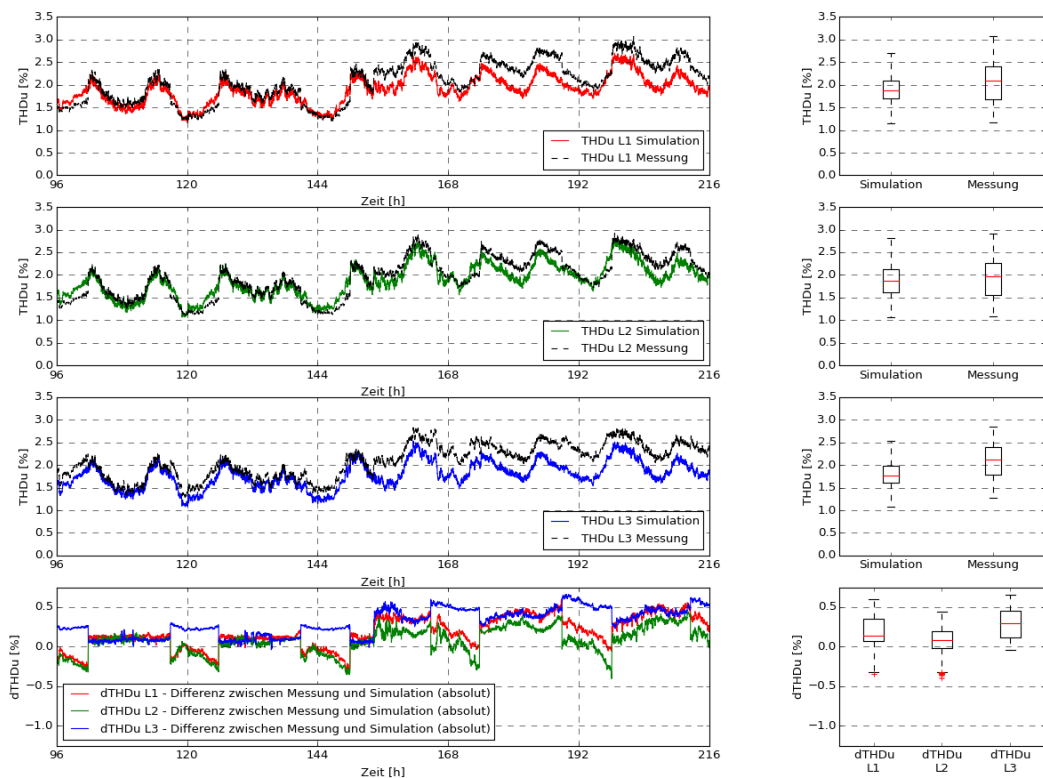 3.5
3.0
2.5
2.0
1.5
1.0
0.5
0.0
THDu [%]
THDu L1 Simulation
THDu L1 Messung
96 120 144 168 192 216
Zeit [h]
3.5
3.0
2.5
2.0
1.5
1.0
0.5
0.0
THDu [%]
Simulation Messung
3.5
3.0
2.5
2.0
1.5
1.0
0.5
0.0
THDu [%]
THDu L2 Simulation
THDu L2 Messung
96 120 144 168 192 216
Zeit [h]
3.5
3.0
2.5
2.0
1.5
1.0
0.5
0.0
THDu [%]
Simulation Messung
3.5
3.0
2.5
2.0
1.5
1.0
0.5
0.0
THDu [%]
THDu L3 Simulation
THDu L3 Messung
96 120 144 168 192 216
Zeit [h]
3.5
3.0
2.5
2.0
1.5
1.0
0.5
0.0
THDu [%]
Simulation Messung
0.5
0.0
−0.5
−1.0
dTHDu [%]
dTHDu L1 - Differenz zwischen Messung und Simulation (absolut)
dTHDu L2 - Differenz zwischen Messung und Simulation (absolut)
dTHDu L3 - Differenz zwischen Messung und Simulation (absolut)
96 120 144 168 192 216
Zeit [h]
0.5
0.0
−0.5
−1.0
dTHDu [%]
dTHDu dTHDu dTHDu
L1 L2 L3